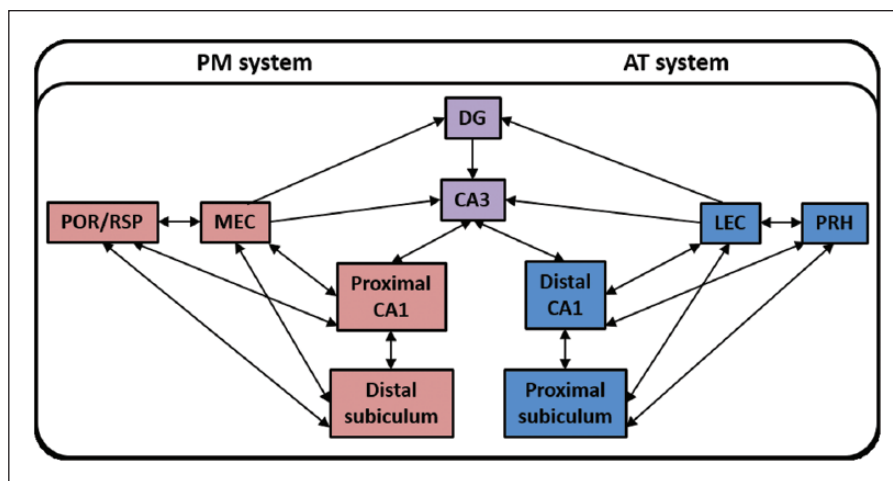 PM system
AT system
DG
CA3
POR/RSP
MEC
LEC
PRH
Proximal
CA1
Distal
CA1
Distal
subiculum
Proximal
subiculum